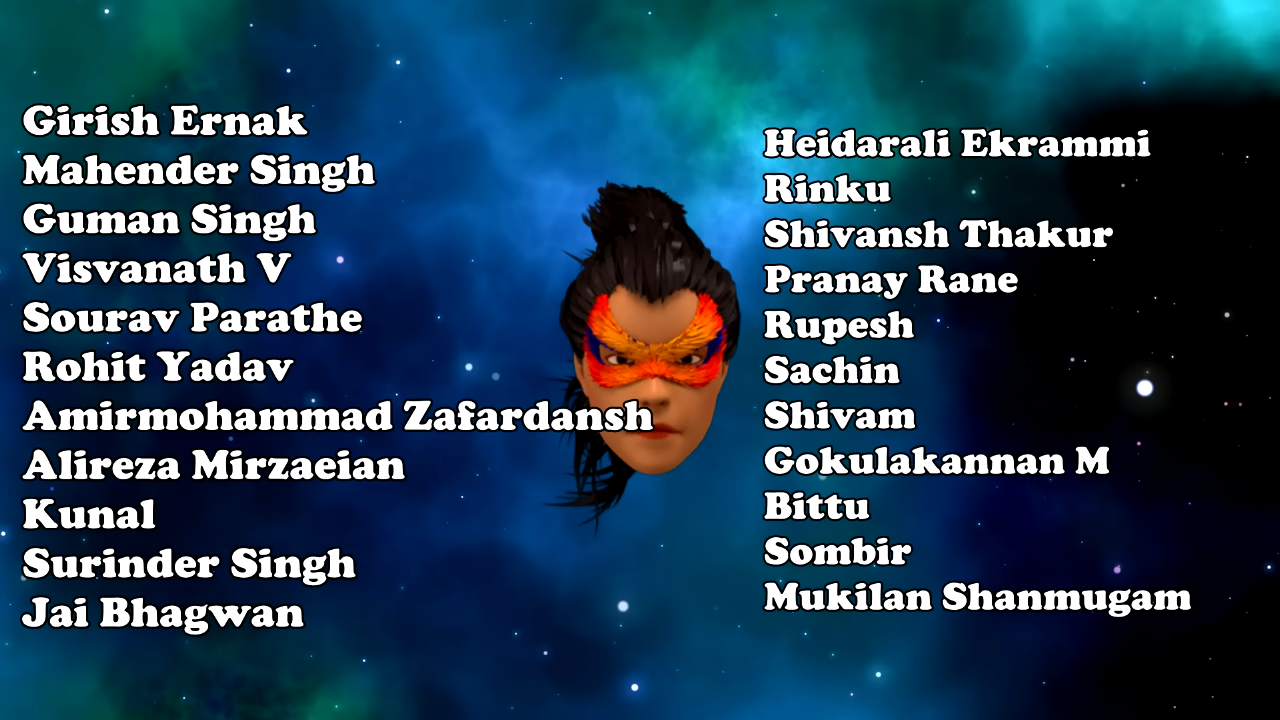 Girish Ernak
Mahender Singh
Guman Singh
Visvanath V
Sourav Parathe
Rohit Yadav
Amirmohammad Zafardansh
Alireza Mirzaeian
Kunal
Surinder Singh
Jai Bhagwan
Heidarali Ekrammi
Rinku
Shivansh Thakur
Pranay Rane
Rupesh
Sachin
Shivam
Gokulakannan M
Bittu
Sombir
Mukilan Shanmugam